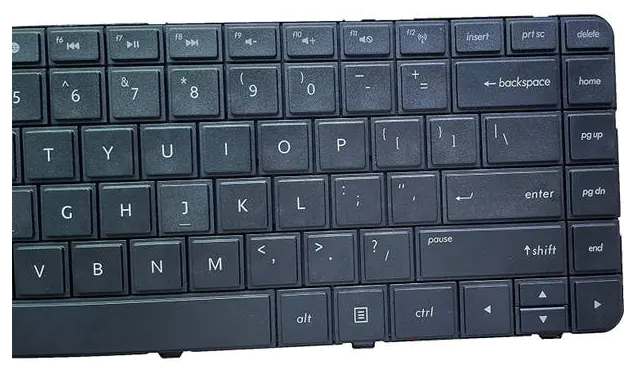 f6 f7 f8 f9 f10 f11 f12 insert prt sc delete
5 ^ 6 & 7 * 8 ( 9 ) 0 _ - + = ← backspace home
T Y U I O P { [ } ] | \ pg up
G H J K L : ; " ' ↵ enter pg dn
V B N M < , > . ? / pause ↑ shift end
alt ctrl ◄ ▲ ▼ ►